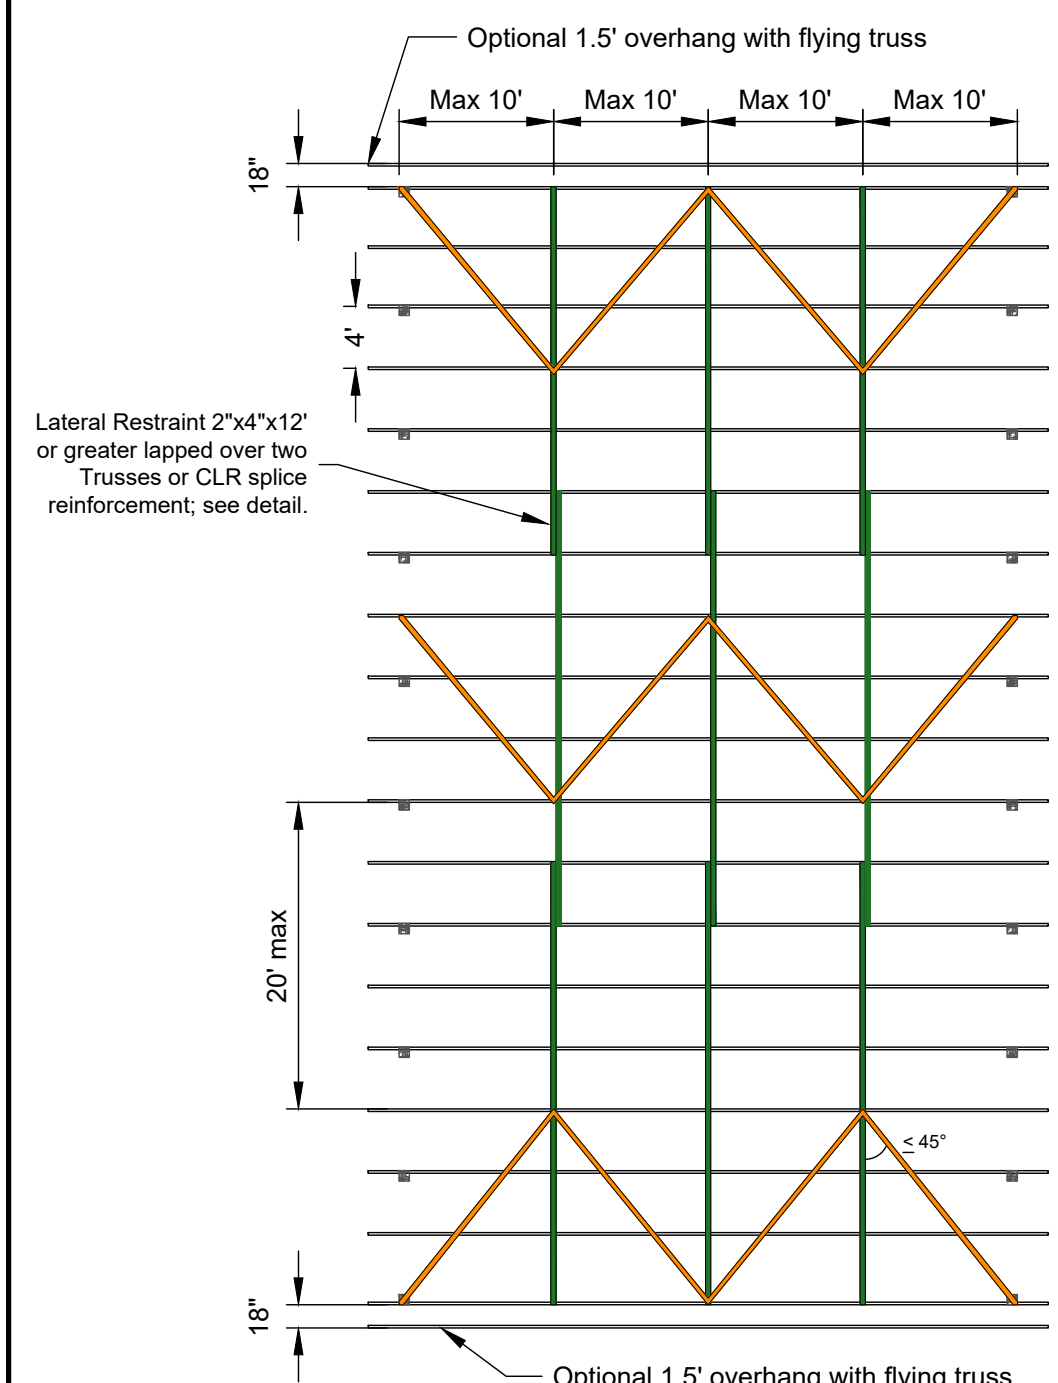 Optional 1.5' overhang with flying truss
Max 10' Max 10' Max 10' Max 10'
18"
4'
Lateral Restraint 2"x4"x12'
or greater lapped over two
Trusses or CLR splice
reinforcement; see detail.
20' max
≤ 45°
18"
Optional 1.5' overhang with flying truss